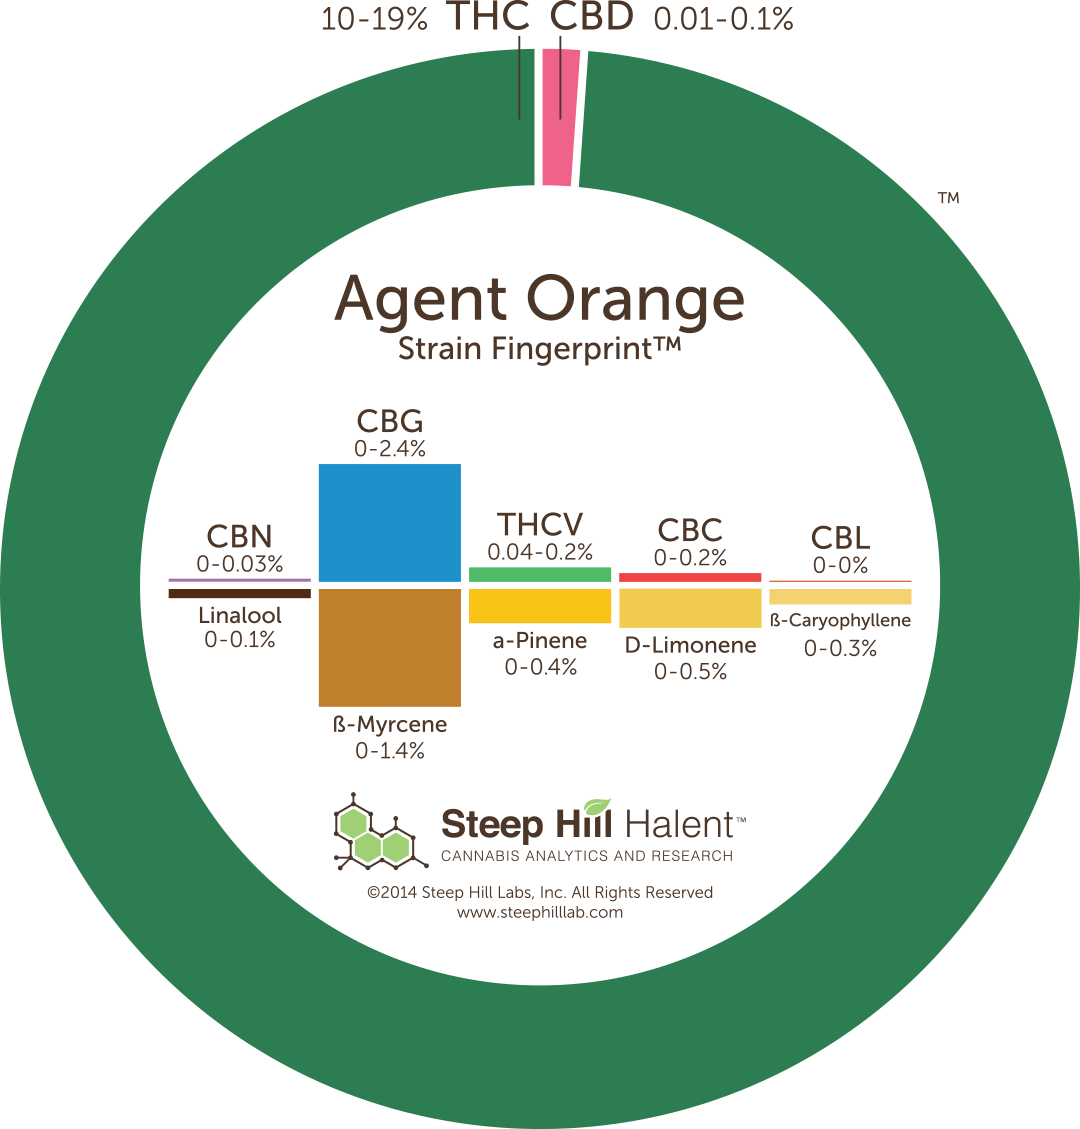 10-19% THC CBD 0.01-0.1%
TM
Agent Orange
Strain Fingerprint™
CBG
0-2.4%
CBN
0-0.03%
THCV
0.04-0.2%
CBC
0-0.2%
CBL
0-0%
Linalool
0-0.1%
ß-Myrcene
0-1.4%
a-Pinene
0-0.4%
D-Limonene
0-0.5%
ß-Caryophyllene
0-0.3%
Steep Hill Halent™
CANNABIS ANALYTICS AND RESEARCH
©2014 Steep Hill Labs, Inc. All Rights Reserved
www.steephilllab.com